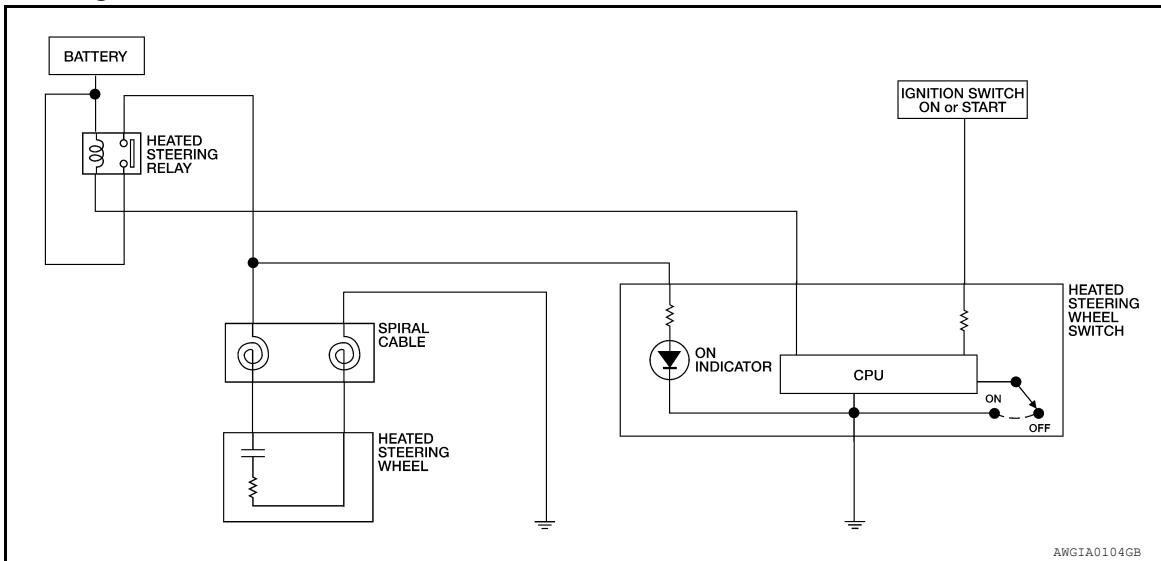 BATTERY
IGNITION SWITCH
ON or START
HEATED
STEERING
RELAY
HEATED
STEERING
WHEEL
SWITCH
SPIRAL
CABLE
ON
INDICATOR
CPU
ON
OFF
HEATED
STEERING
WHEEL
AWGIA0104GB